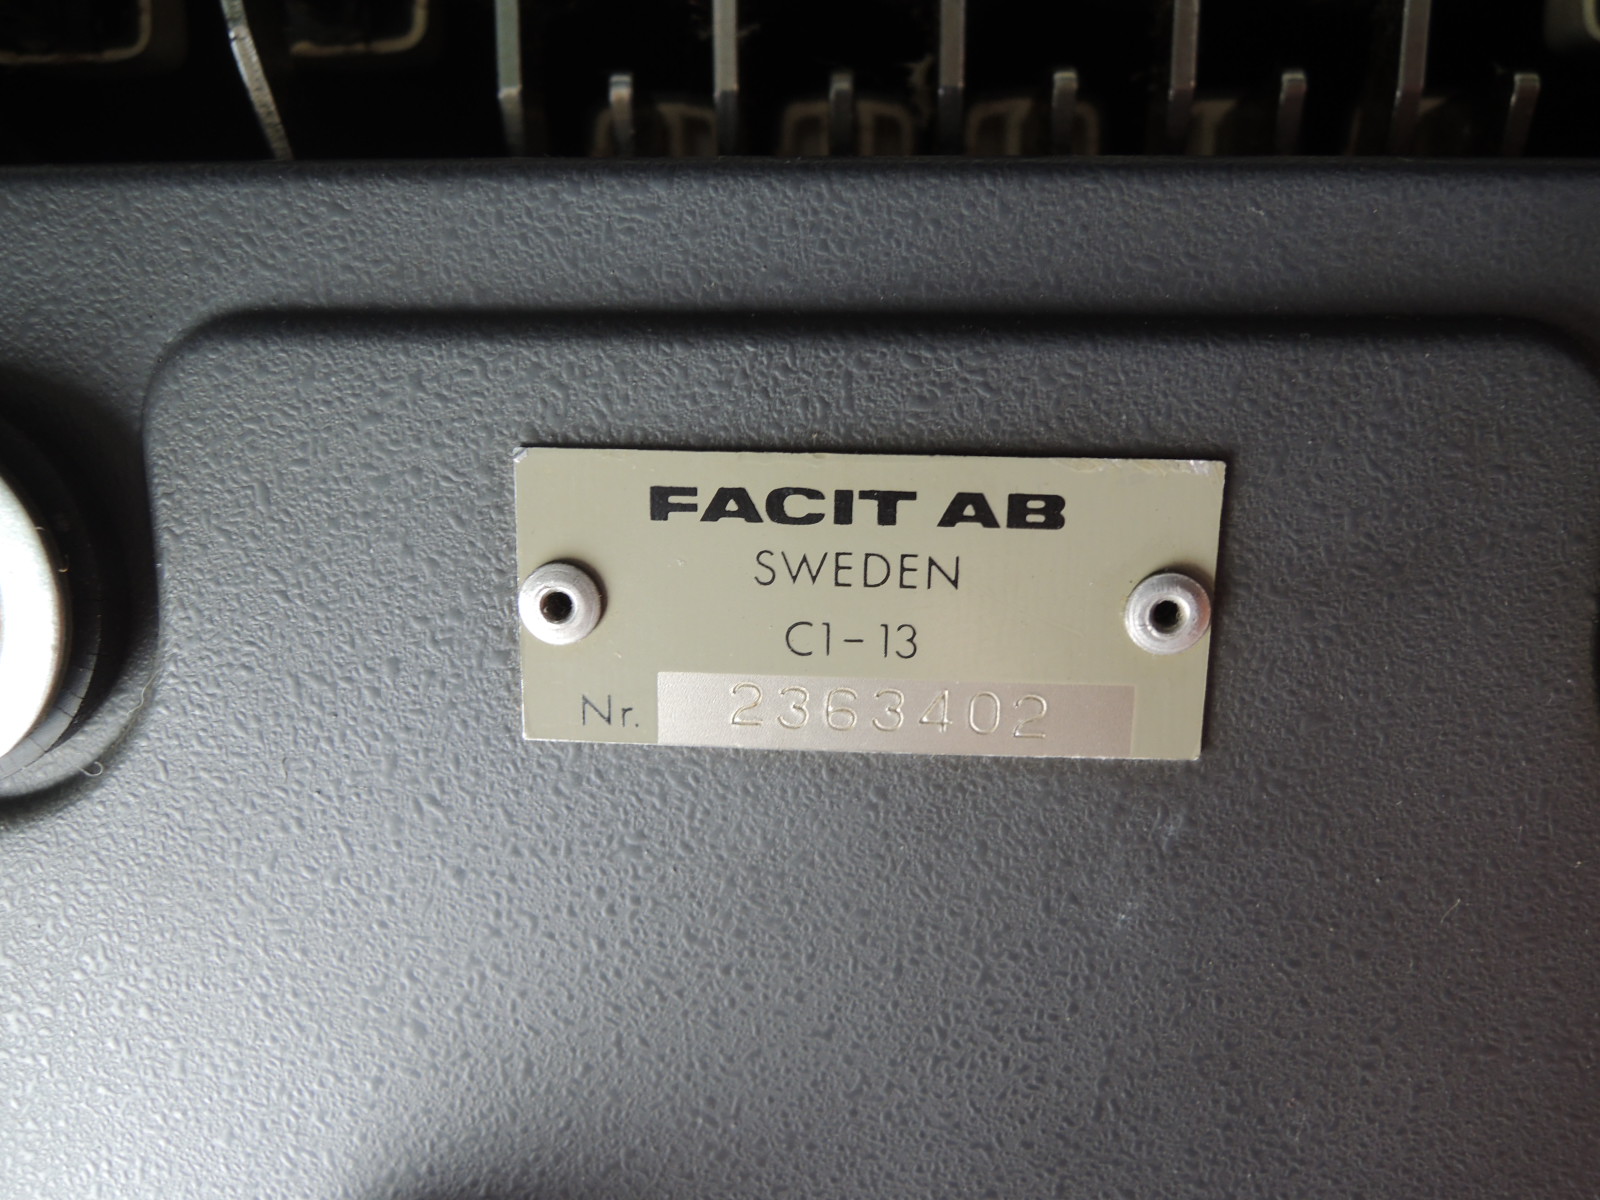 FACIT AB
SWEDEN
C1-13
Nr. 2363402